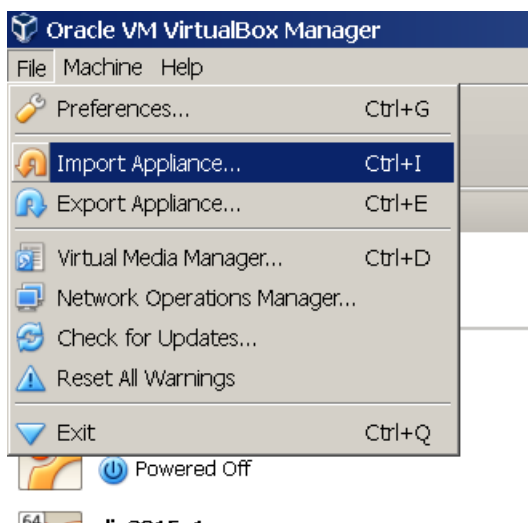 Oracle VM VirtualBox Manager
File Machine Help
Preferences... Ctrl+G
Import Appliance... Ctrl+I
Export Appliance... Ctrl+E
Virtual Media Manager... Ctrl+D
Network Operations Manager...
Check for Updates...
Reset All Warnings
Exit Ctrl+Q
Powered Off
64